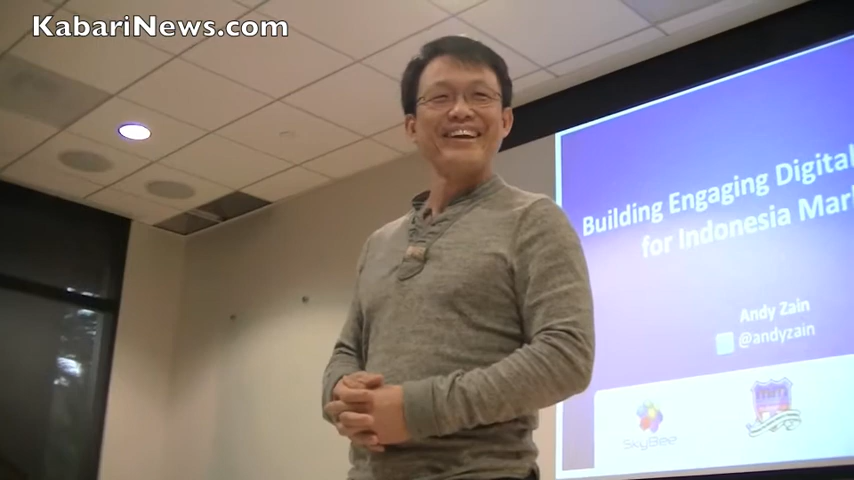 KabariNews.com
Building Engaging Digital
for Indonesia Mar
Andy Zain
@andyzain
SkyBee